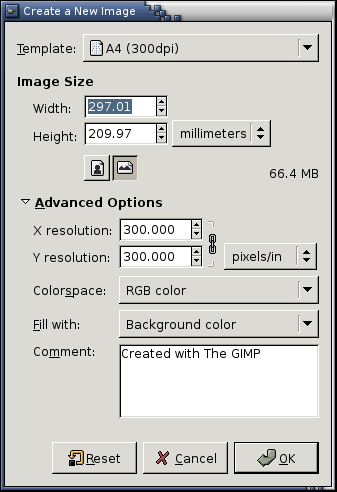 Create a New Image
Template: A4 (300dpi)
Image Size
Width: 297.01
Height: 209.97 millimeters
66.4 MB
Advanced Options
X resolution: 300.000
Y resolution: 300.000 pixels/in
Colorspace: RGB color
Fill with: Background color
Comment: Created with The GIMP
Reset Cancel OK